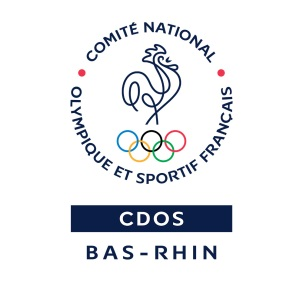 COMITÉ NATIONAL
OLYMPIQUE ET SPORTIF FRANÇAIS
CDOS
BAS-RHIN